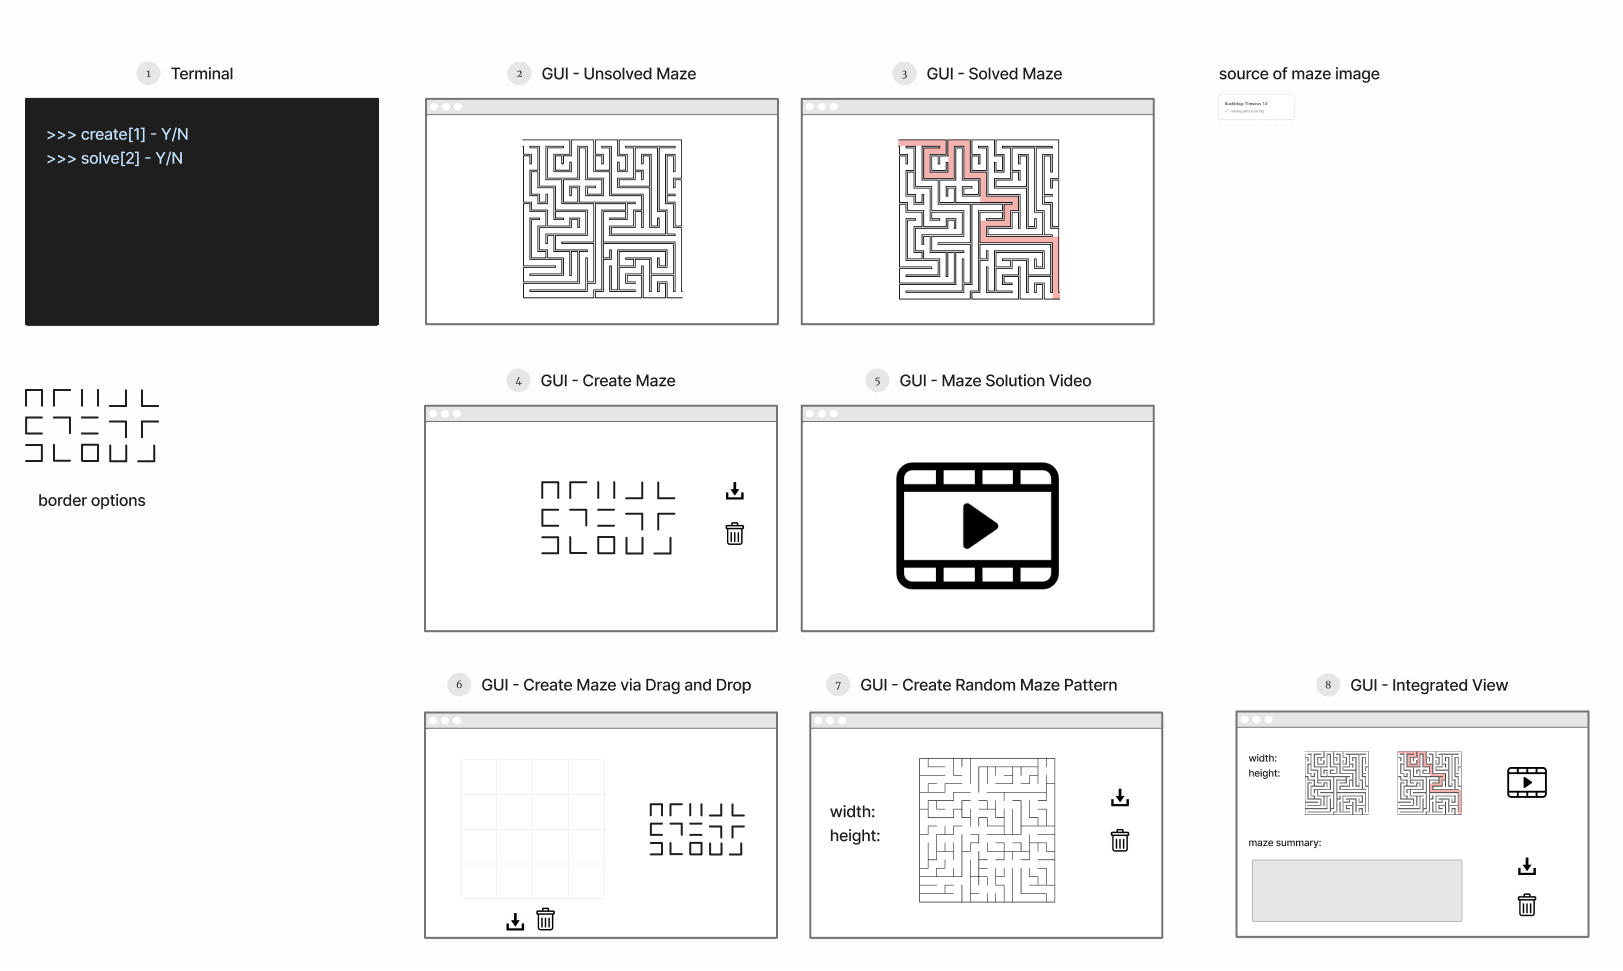 1 Terminal
2 GUI - Unsolved Maze
3 GUI - Solved Maze
source of maze image
>>> create[1] - Y/N
>>> solve[2] - Y/N
4 GUI - Create Maze
5 GUI - Maze Solution Video
border options
6 GUI - Create Maze via Drag and Drop
7 GUI - Create Random Maze Pattern
width:
height:
8 GUI - Integrated View
width:
height:
maze summary: